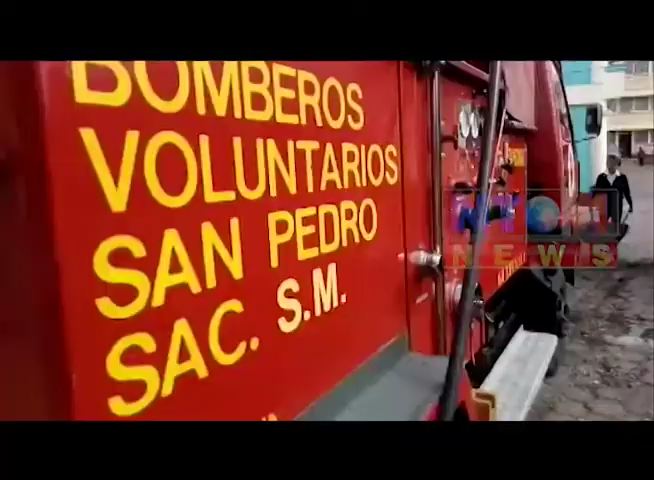 BOMBEROS
VOLUNTARIOS
SAN PEDRO
SAC. S.M.
NEWS